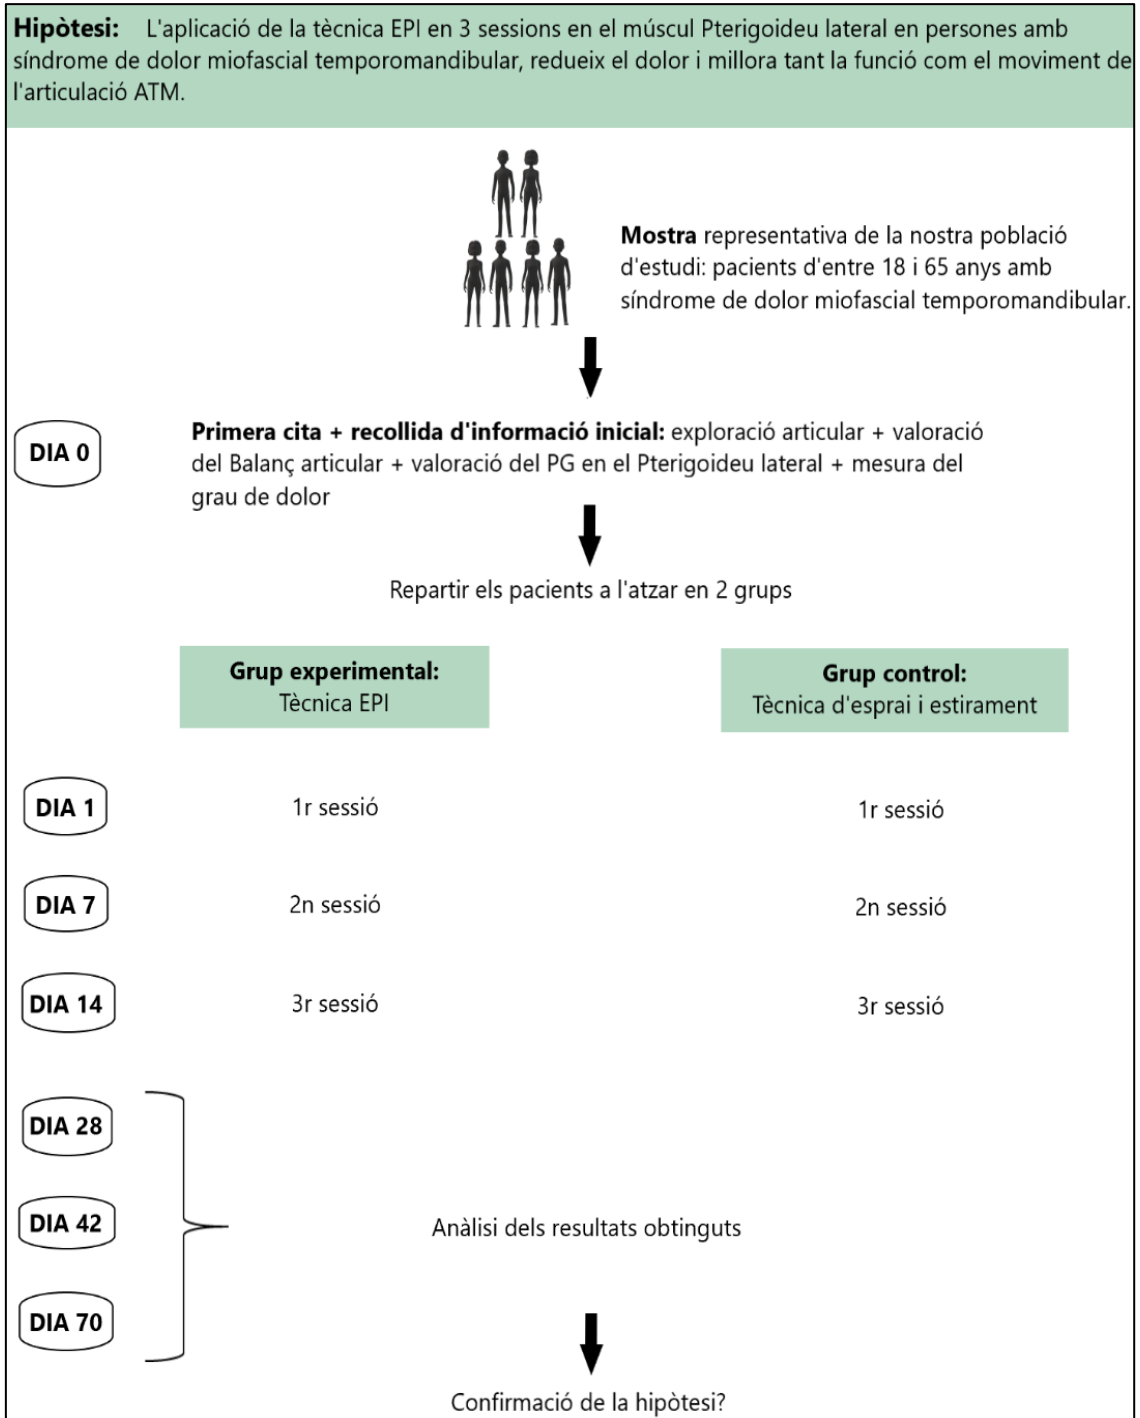 Hipòtesi: L'aplicació de la tècnica EPI en 3 sessions en el múscul Pterigoideu lateral en persones amb
síndrome de dolor miofascial temporomandibular, redueix el dolor i millora tant la funció com el moviment de
l'articulació ATM.
Mostra representativa de la nostra població
d'estudi: pacients d'entre 18 i 65 anys amb
síndrome de dolor miofascial temporomandibular.
DIA 0
Primera cita + recollida d'informació inicial: exploració articular + valoració
del Balanç articular + valoració del PG en el Pterigoideu lateral + mesura del
grau de dolor
Repartir els pacients a l'atzar en 2 grups
Grup experimental:
Tècnica EPI
Grup control:
Tècnica d'esprai i estirament
DIA 1
1r sessió
1r sessió
DIA 7
2n sessió
2n sessió
DIA 14
3r sessió
3r sessió
DIA 28
DIA 42
Anàlisi dels resultats obtinguts
DIA 70
Confirmació de la hipòtesi?